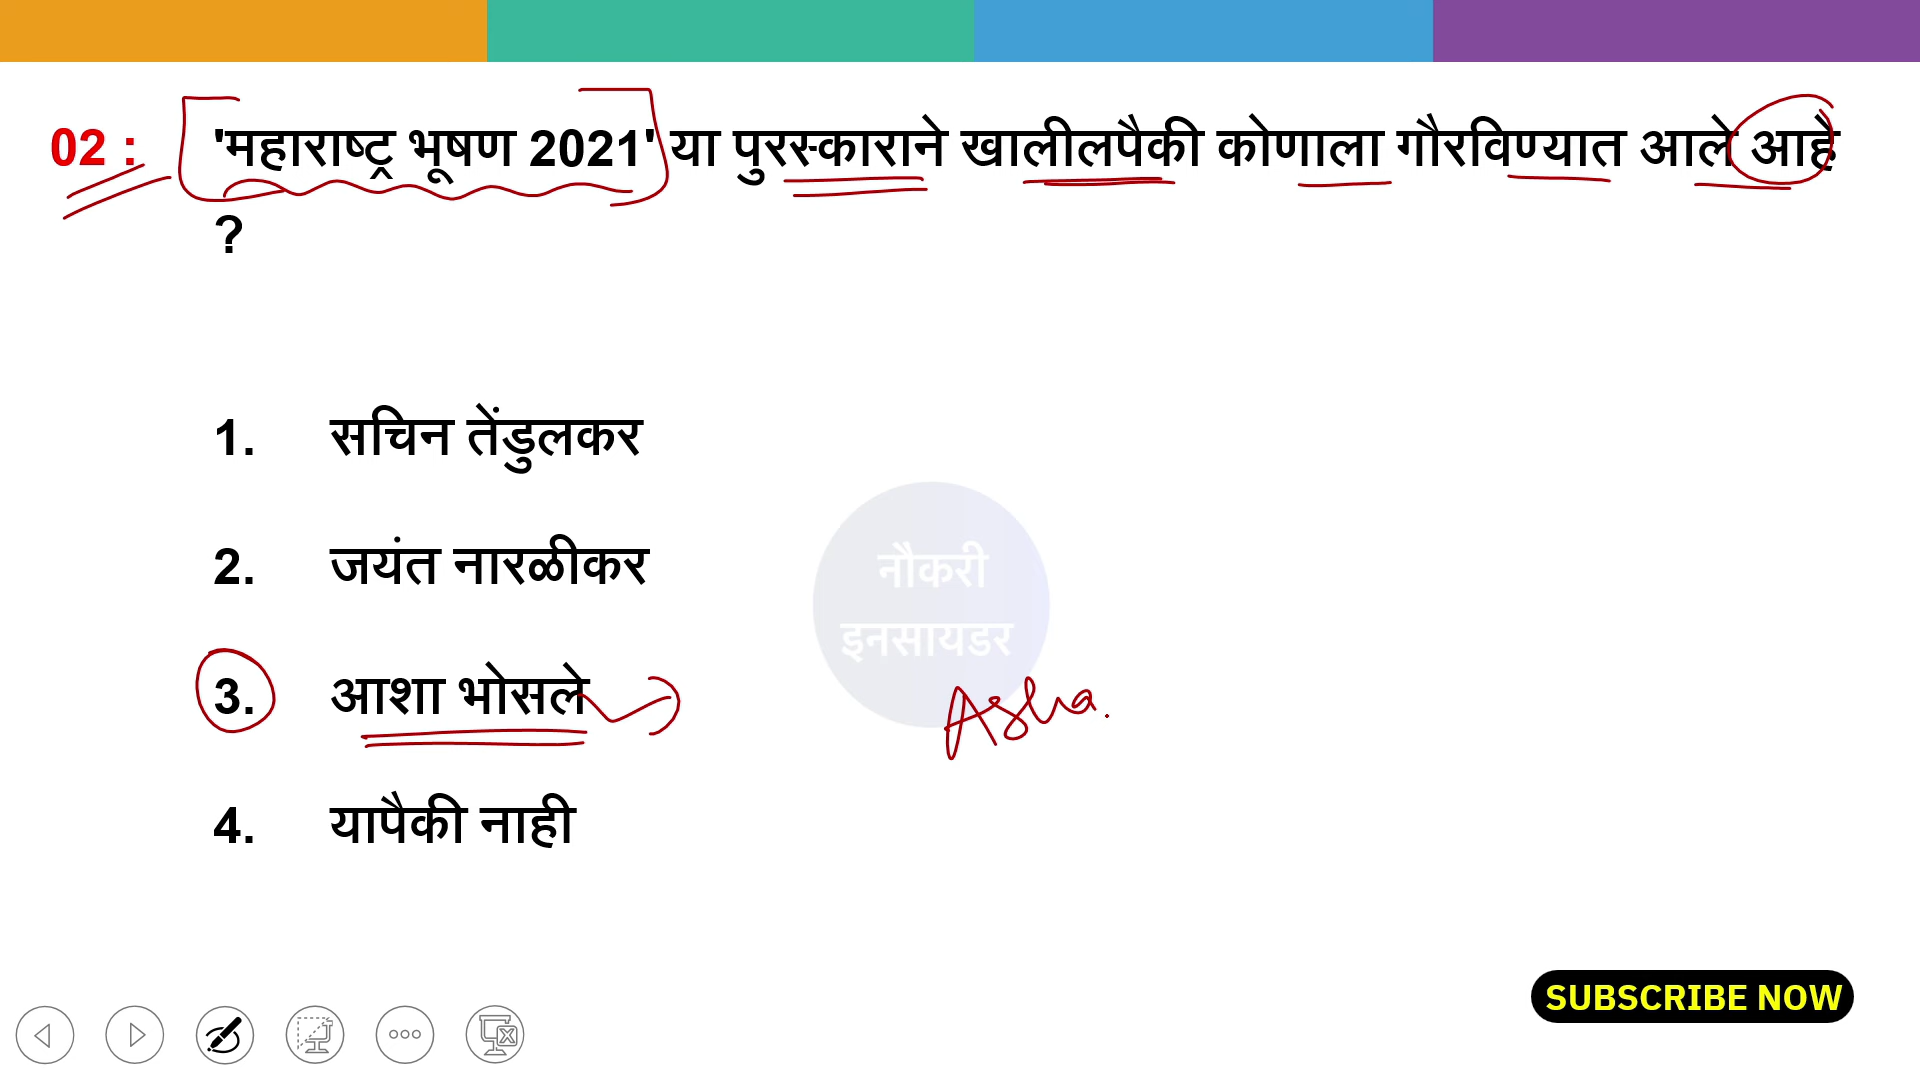 02 : 'महाराष्ट्र भूषण 2021' या पुरस्काराने खालीलपैकी कोणाला गौरविण्यात आले आहे
?
1. सचिन तेंडुलकर
2. जयंत नारळीकर
नौकरी
इनसायडर
3. आशा भोसले
Asha.
4. यापैकी नाही
SUBSCRIBE NOW